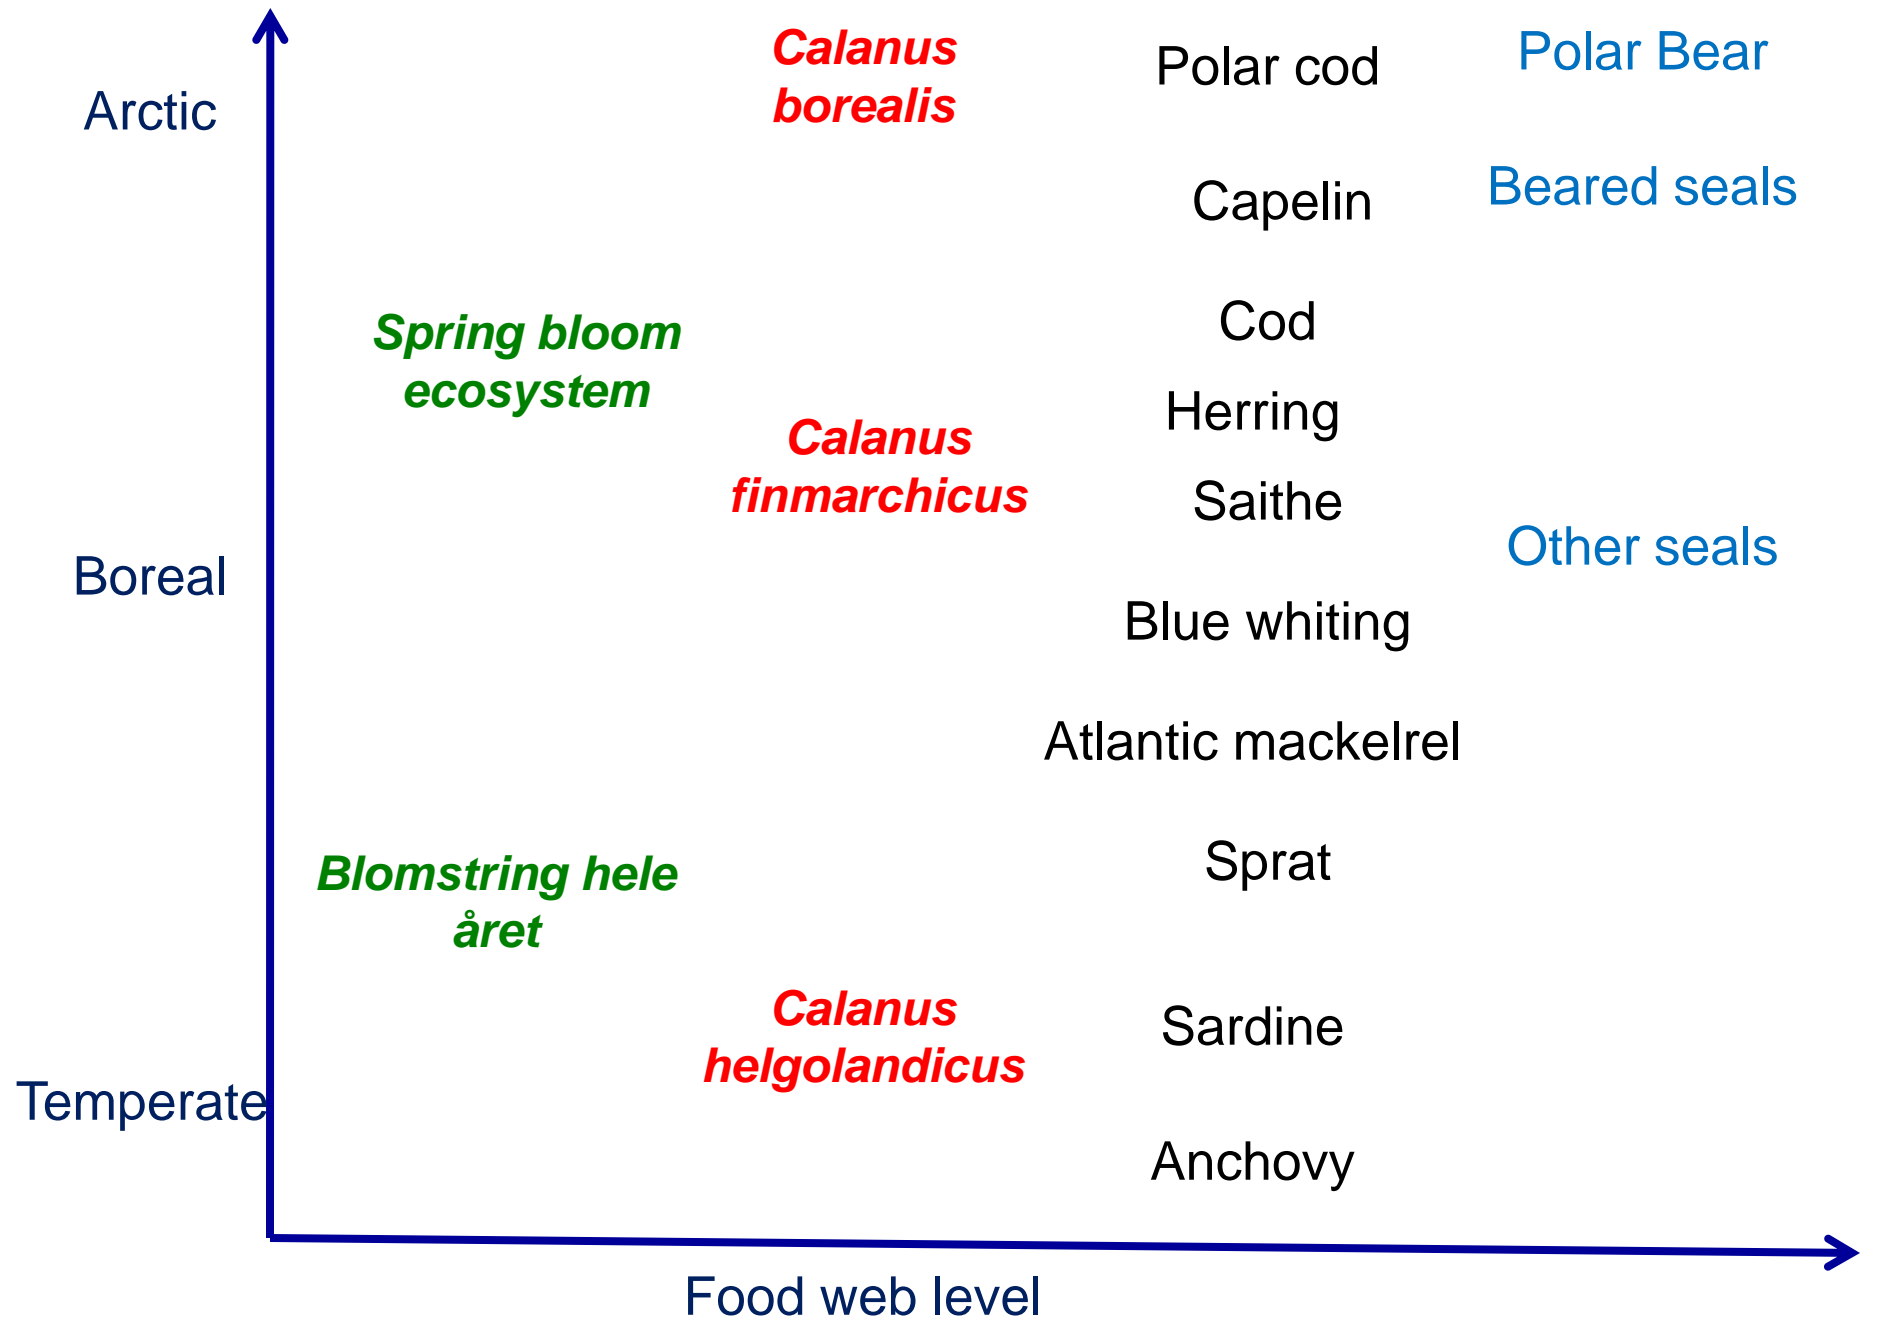 Arctic
Boreal
Temperate
Spring bloom
ecosystem
Blomstring hele
året
Calanus
borealis
Calanus
finmarchicus
Calanus
helgolandicus
Polar cod
Capelin
Cod
Herring
Saithe
Blue whiting
Atlantic mackelrel
Sprat
Sardine
Anchovy
Polar Bear
Beared seals
Other seals
Food web level